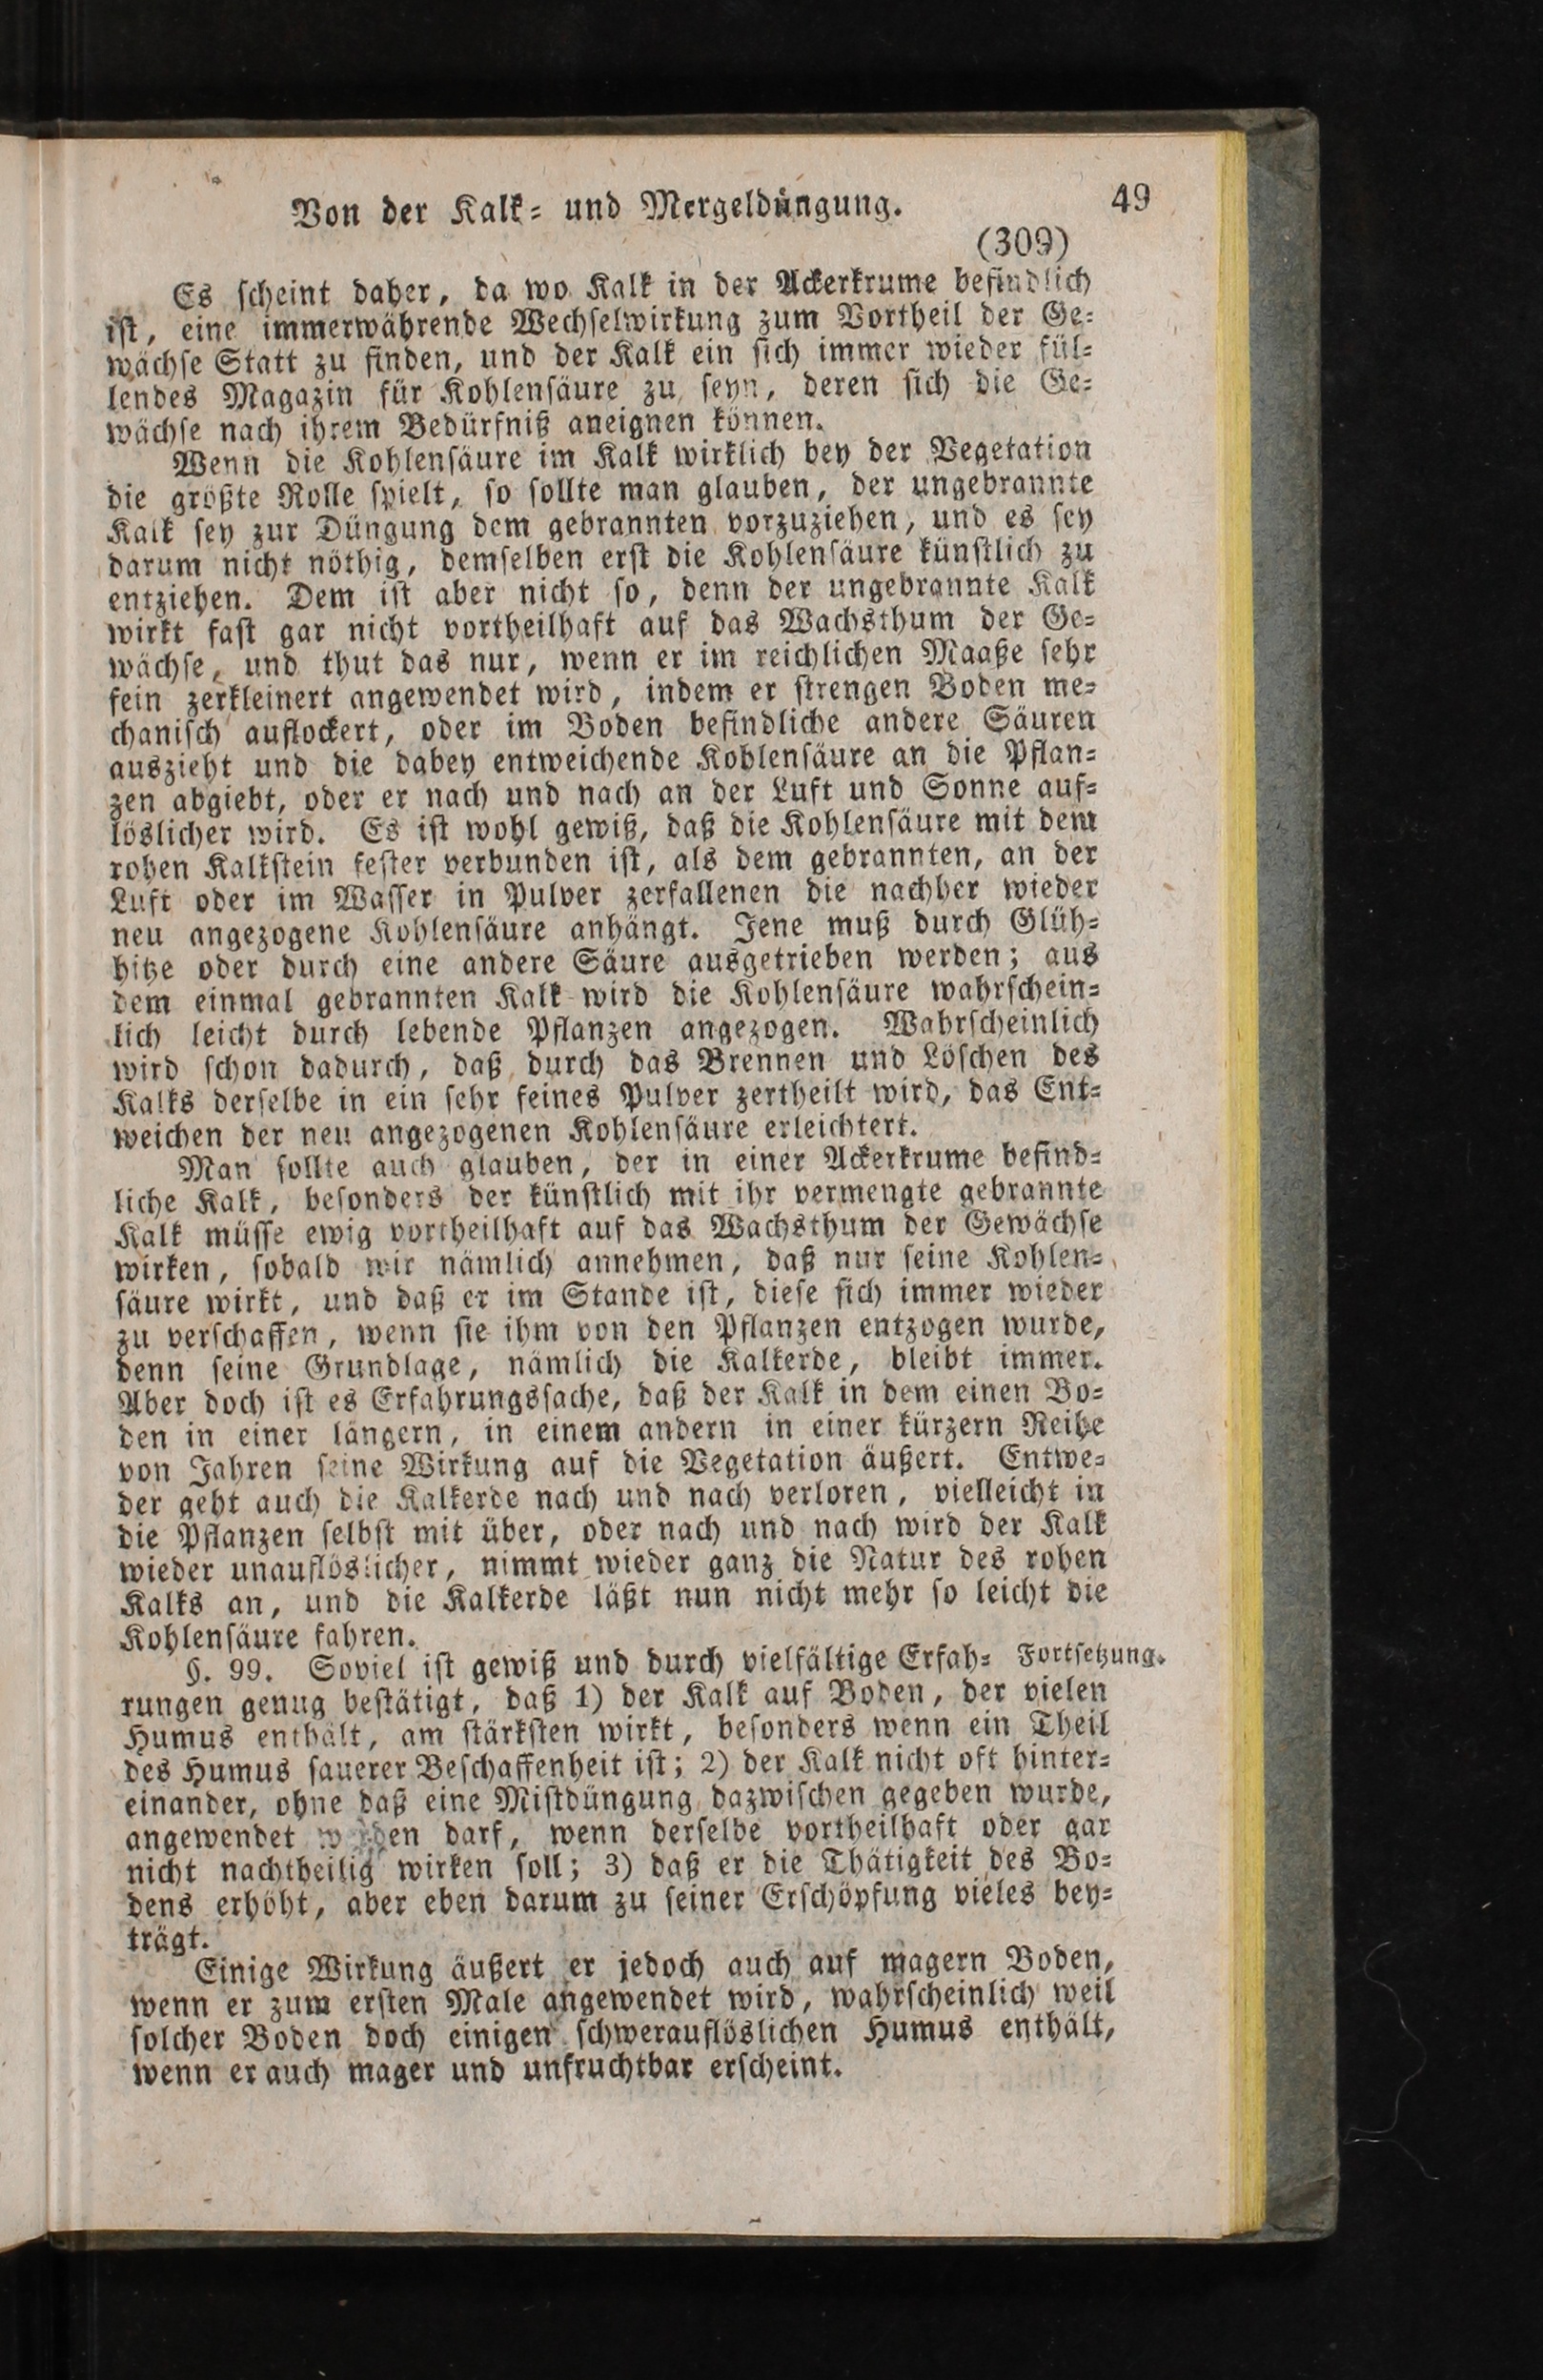 Von der Kalk- und Mergeldüngung. 49
(309)
Es scheint daher, da wo Kalk in der Ackerkrume befindlich
ist, eine immerwährende Wechselwirkung zum Vortheil der Ge-
wächse Statt zu finden, und der Kalk ein sich immer wieder fül-
lendes Magazin für Kohlensäure zu seyn, deren sich die Ge-
wächse nach ihrem Bedürfniß aneignen können.
Wenn die Kohlensäure im Kalk wirklich bey der Vegetation
die größte Rolle spielt, so sollte man glauben, der ungebrannte
Kalk sey zur Düngung dem gebrannten vorzuziehen, und es sey
darum nicht nöthig, demselben erst die Kohlensäure künstlich zu
entziehen. Dem ist aber nicht so, denn der ungebrannte Kalk
wirkt fast gar nicht vortheilhaft auf das Wachsthum der Ge-
wächse, und thut das nur, wenn er im reichlichen Maaße sehr
fein zerkleinert angewendet wird, indem er strengen Boden me-
chanisch auflockert, oder im Boden befindliche andere Säuren
auszieht und die dabey entweichende Kohlensäure an die Pflan-
zen abgiebt, oder er nach und nach an der Luft und Sonne auf-
löslicher wird. Es ist wohl gewiß, daß die Kohlensäure mit dem
rohen Kalkstein fester verbunden ist, als dem gebrannten, an der
Luft oder im Wasser in Pulver zerfallenen die nachher wieder
neu angezogene Kohlensäure anhängt. Jene muß durch Glüh-
hitze oder durch eine andere Säure ausgetrieben werden; aus
dem einmal gebrannten Kalk wird die Kohlensäure wahrschein-
lich leicht durch lebende Pflanzen angezogen. Wahrscheinlich
wird schon dadurch, daß durch das Brennen und Löschen des
Kalks derselbe in ein sehr feines Pulver zertheilt wird, das Ent-
weichen der neu angezogenen Kohlensäure erleichtert.
Man sollte auch glauben, der in einer Ackerkrume befind-
liche Kalk, besonders der künstlich mit ihr vermengte gebrannte
Kalk müsse ewig vortheilhaft auf das Wachsthum der Gewächse
wirken, sobald wir nämlich annehmen, daß nur seine Kohlen-
säure wirkt, und daß er im Stande ist, diese sich immer wieder
zu verschaffen, wenn sie ihm von den Pflanzen entzogen wurde,
denn seine Grundlage, nämlich die Kalkerde, bleibt immer.
Aber doch ist es Erfahrungssache, daß der Kalk in dem einen Bo-
den in einer längern, in einem andern in einer kürzern Reihe
von Jahren seine Wirkung auf die Vegetation äußert. Entwe-
der geht auch die Kalkerde nach und nach verloren, vielleicht in
die Pflanzen selbst mit über, oder nach und nach wird der Kalk
wieder unauflöslicher, nimmt wieder ganz die Natur des rohen
Kalks an, und die Kalkerde läßt nun nicht mehr so leicht die
Kohlensäure fahren.
§. 99. Soviel ist gewiß und durch vielfältige Erfah- Fortsetzung.
rungen genug bestätigt, daß 1) der Kalk auf Boden, der vielen
Humus enthält, am stärksten wirkt, besonders wenn ein Theil
des Humus sauerer Beschaffenheit ist; 2) der Kalk nicht oft hinter-
einander, ohne daß eine Mistdüngung dazwischen gegeben wurde,
angewendet werden darf, wenn derselbe vortheilhaft oder gar
nicht nachtheilig wirken soll; 3) daß er die Thätigkeit des Bo-
dens erhöht, aber eben darum zu seiner Erschöpfung vieles bey-
trägt.
Einige Wirkung äußert er jedoch auch auf magern Boden,
wenn er zum ersten Male angewendet wird, wahrscheinlich weil
solcher Boden doch einigen schwerauflöslichen Humus enthält,
wenn er auch mager und unfruchtbar erscheint.